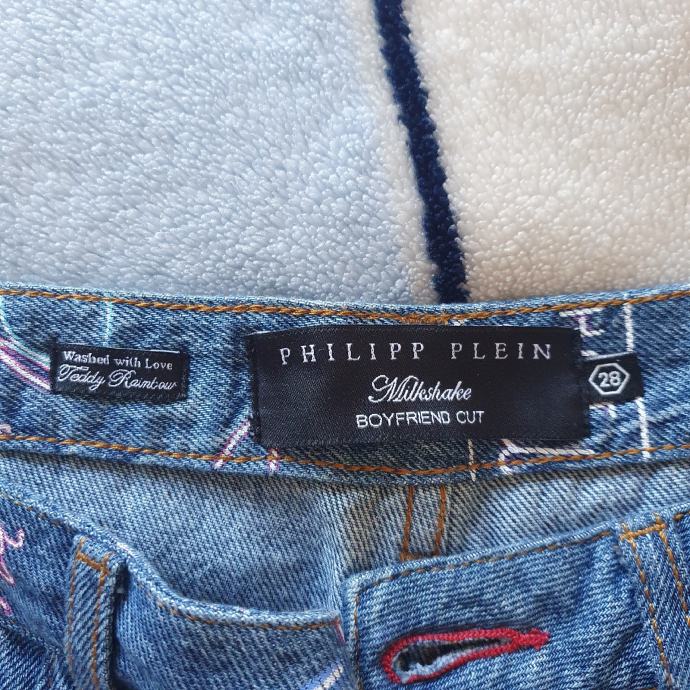 Washed with Love
Teddy Rainbow
PHILIPP PLEIN
Milkshake
BOYFRIEND CUT
28